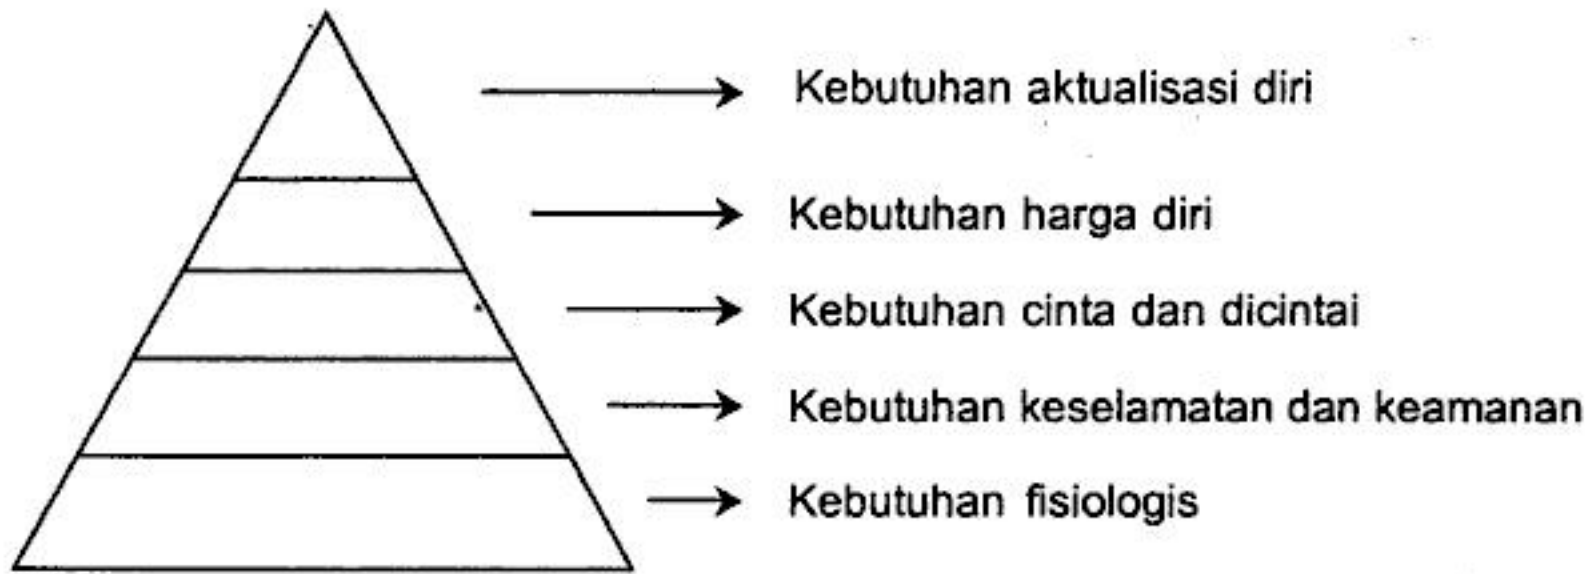 Kebutuhan aktualisasi diri
Kebutuhan harga diri
Kebutuhan cinta dan dicintai
Kebutuhan keselamatan dan keamanan
Kebutuhan fisiologis